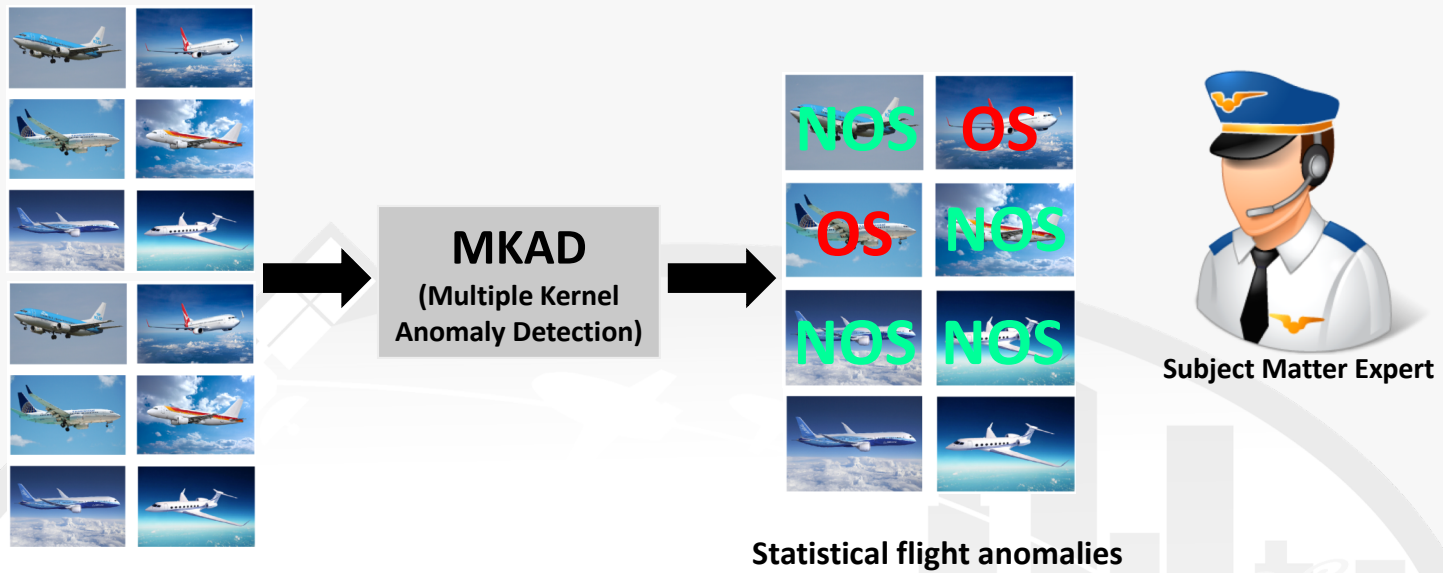 MKAD
(Multiple Kernel
Anomaly Detection)
NOS
OS
OS
NOS
NOS
NOS
Subject Matter Expert
Statistical flight anomalies